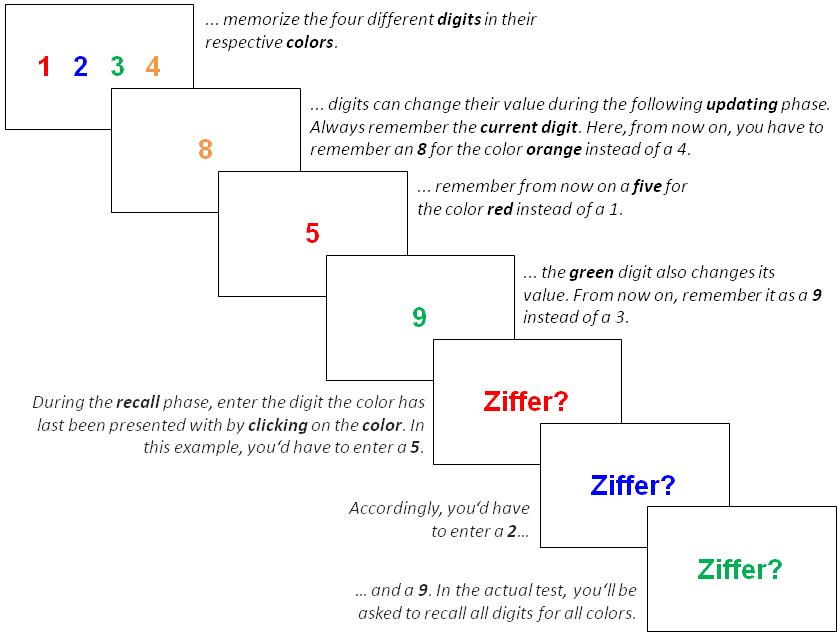 1 2 3 4
... memorize the four different digits in their
respective colors.
8
... digits can change their value during the following updating phase.
Always remember the current digit. Here, from now on, you have to
remember an 8 for the color orange instead of a 4.
5
... remember from now on a five for
the color red instead of a 1.
9
... the green digit also changes its
value. From now on, remember it as a 9
instead of a 3.
Ziffer?
During the recall phase, enter the digit the color has
last been presented with by clicking on the color. In
this example, you‘d have to enter a 5.
Ziffer?
Accordingly, you‘d have
to enter a 2…
Ziffer?
... and a 9. In the actual test, you‘ll be
asked to recall all digits for all colors.